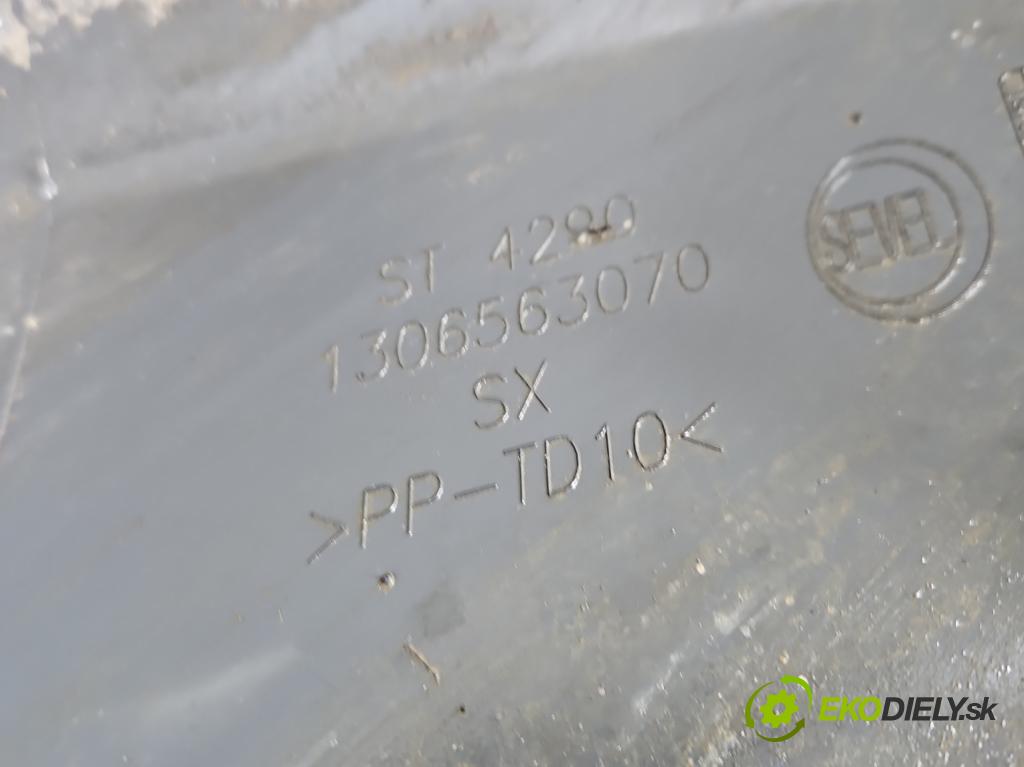 ST 4280
1306563070
SX
>PP-TD10<
SEVEL
EKODIELY.sk